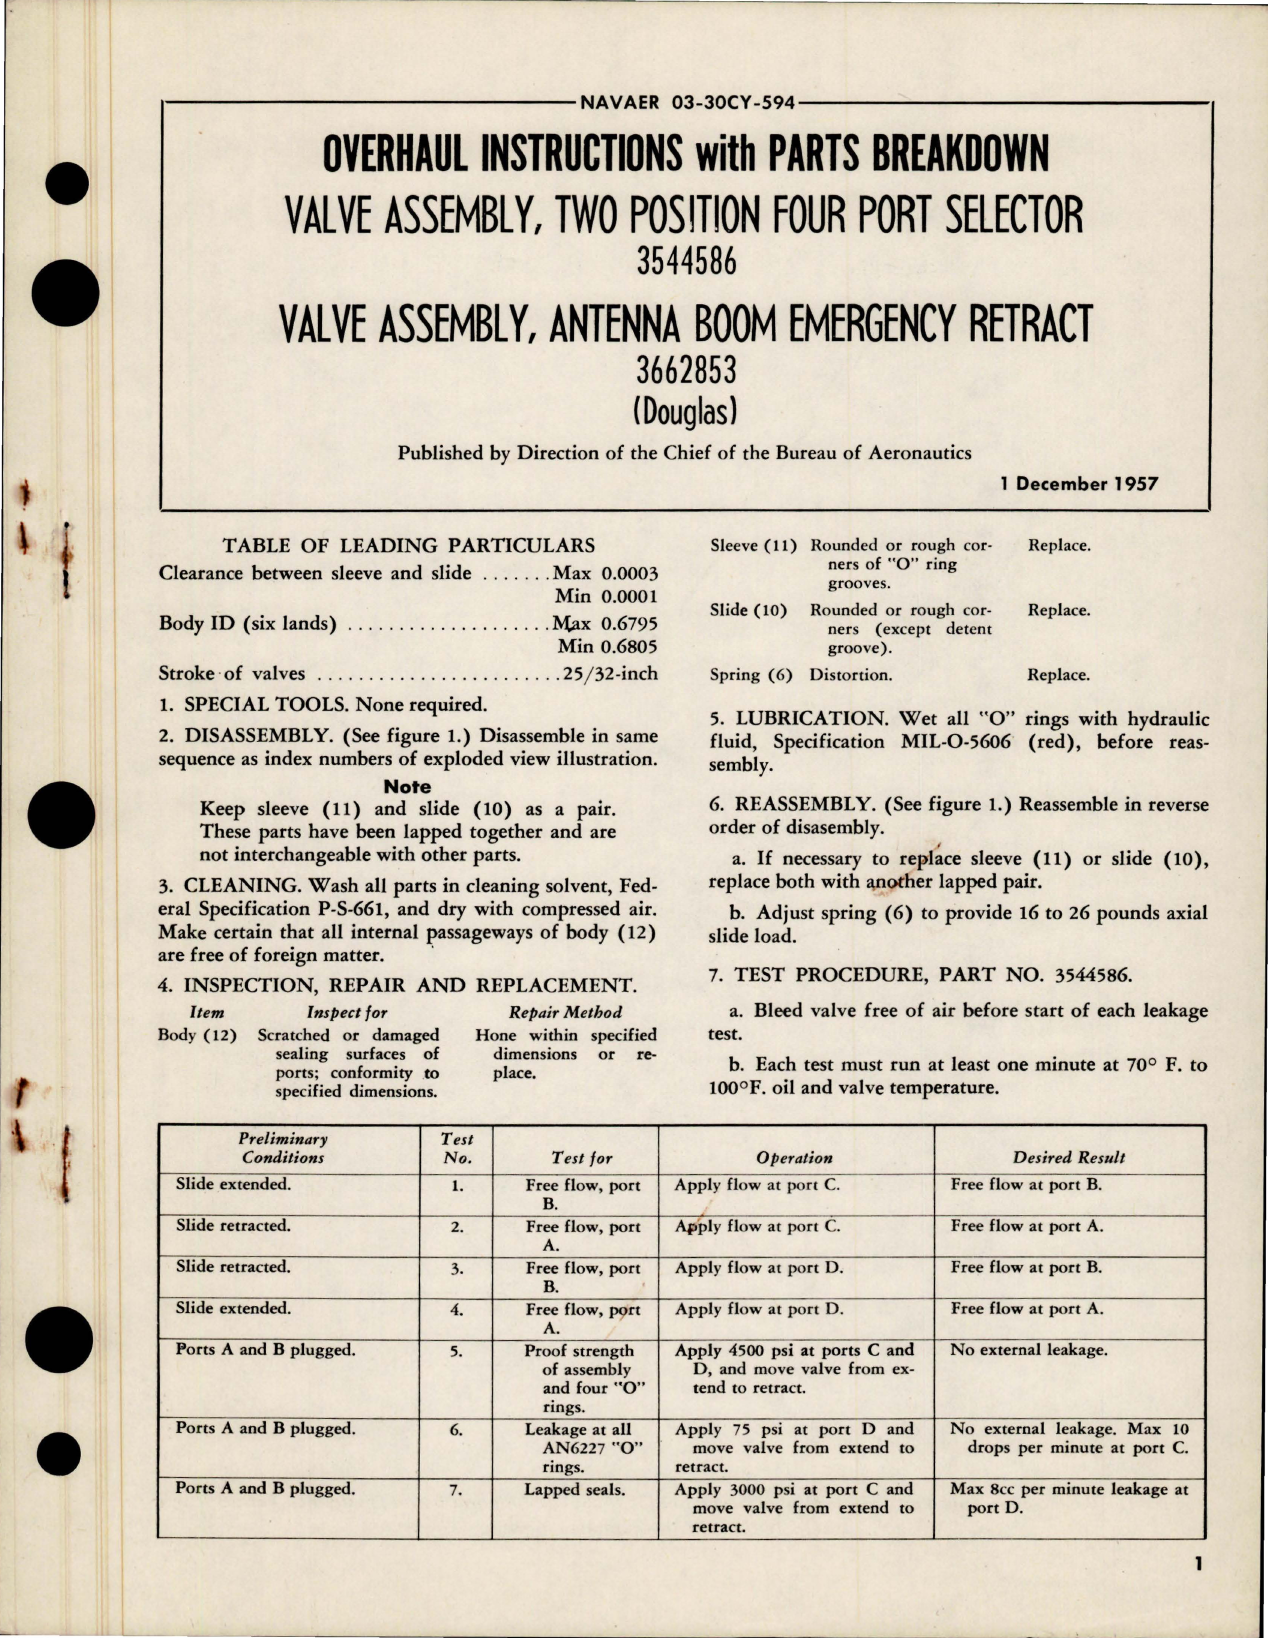 NAVAER 03-30CY-594
OVERHAUL INSTRUCTIONS with PARTS BREAKDOWN
VALVE ASSEMBLY, TWO POSITION FOUR PORT SELECTOR
3544586
VALVE ASSEMBLY, ANTENNA BOOM EMERGENCY RETRACT
3662853
(Douglas)
Published by Direction of the Chief of the Bureau of Aeronautics
1 December 1957
TABLE OF LEADING PARTICULARS
Clearance between sleeve and slide ....... Max 0.0003
Min 0.0001
Body ID (six lands) .................... Max 0.6795
Min 0.6805
Stroke of valves ........................ 25/32-inch
1. SPECIAL TOOLS. None required.
2. DISASSEMBLY. (See figure 1.) Disassemble in same
sequence as index numbers of exploded view illustration.
Note
Keep sleeve (11) and slide (10) as a pair.
These parts have been lapped together and are
not interchangeable with other parts.
3. CLEANING. Wash all parts in cleaning solvent, Fed-
eral Specification P-S-661, and dry with compressed air.
Make certain that all internal passageways of body (12)
are free of foreign matter.
4. INSPECTION, REPAIR AND REPLACEMENT.
Item Inspect for Repair Method
Body (12) Scratched or damaged Hone within specified
sealing surfaces of dimensions or re-
ports; conformity to place.
specified dimensions.
Sleeve (11) Rounded or rough cor- Replace.
ners of "O" ring
grooves.
Slide (10) Rounded or rough cor- Replace.
ners (except detent
groove).
Spring (6) Distortion. Replace.
5. LUBRICATION. Wet all "O" rings with hydraulic
fluid, Specification MIL-O-5606 (red), before reas-
sembly.
6. REASSEMBLY. (See figure 1.) Reassemble in reverse
order of disasembly.
a. If necessary to replace sleeve (11) or slide (10),
replace both with another lapped pair.
b. Adjust spring (6) to provide 16 to 26 pounds axial
slide load.
7. TEST PROCEDURE, PART NO. 3544586.
a. Bleed valve free of air before start of each leakage
test.
b. Each test must run at least one minute at 70° F. to
100°F. oil and valve temperature.
Preliminary Test
Conditions No. Test for Operation Desired Result
Slide extended. 1. Free flow, port Apply flow at port C. Free flow at port B.
B.
Slide retracted. 2. Free flow, port Apply flow at port C. Free flow at port A.
A.
Slide retracted. 3. Free flow, port Apply flow at port D. Free flow at port B.
B.
Slide extended. 4. Free flow, port Apply flow at port D. Free flow at port A.
A.
Ports A and B plugged. 5. Proof strength Apply 4500 psi at ports C and No external leakage.
of assembly D, and move valve from ex-
and four "O" tend to retract.
rings.
Ports A and B plugged. 6. Leakage at all Apply 75 psi at port D and No external leakage. Max 10
AN6227 "O" move valve from extend to drops per minute at port C.
rings. retract.
Ports A and B plugged. 7. Lapped seals. Apply 3000 psi at port C and Max 8cc per minute leakage at
move valve from extend to port D.
retract.
1